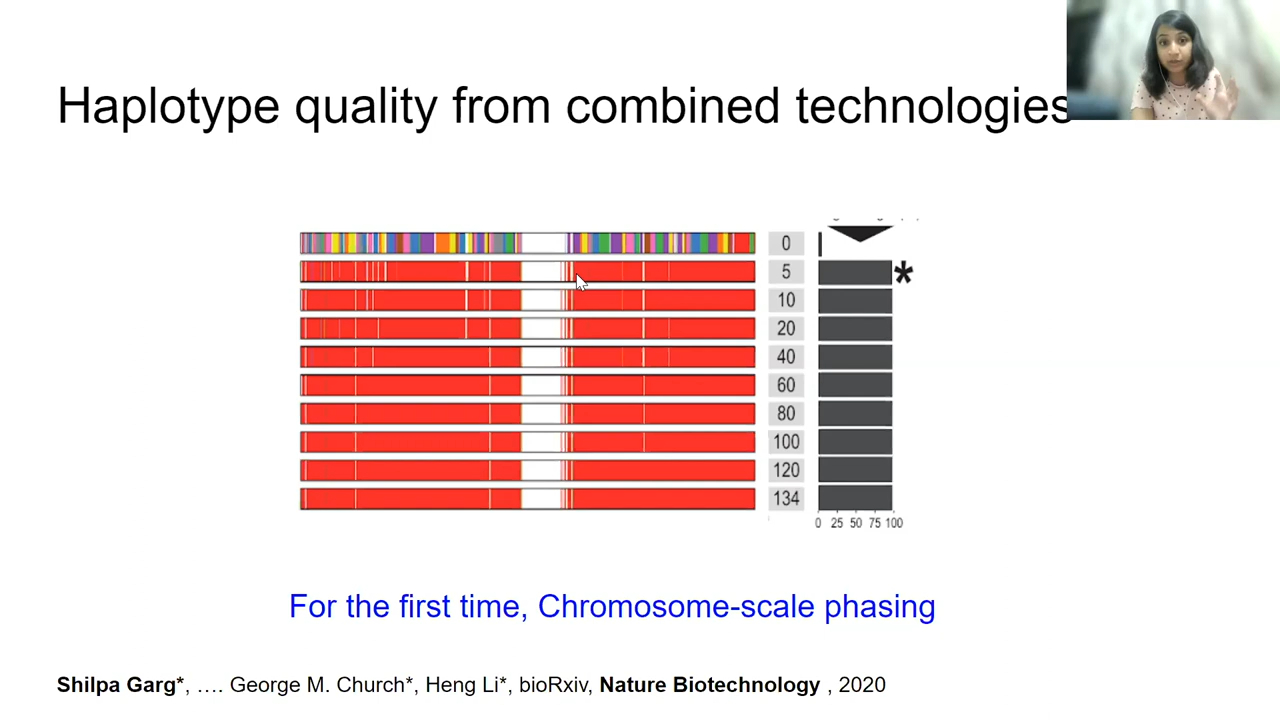 Haplotype quality from combined technologies
0
5
*
10
20
40
60
80
100
120
134
0 25 50 75 100
For the first time, Chromosome-scale phasing
Shilpa Garg*, …. George M. Church*, Heng Li*, bioRxiv, Nature Biotechnology , 2020